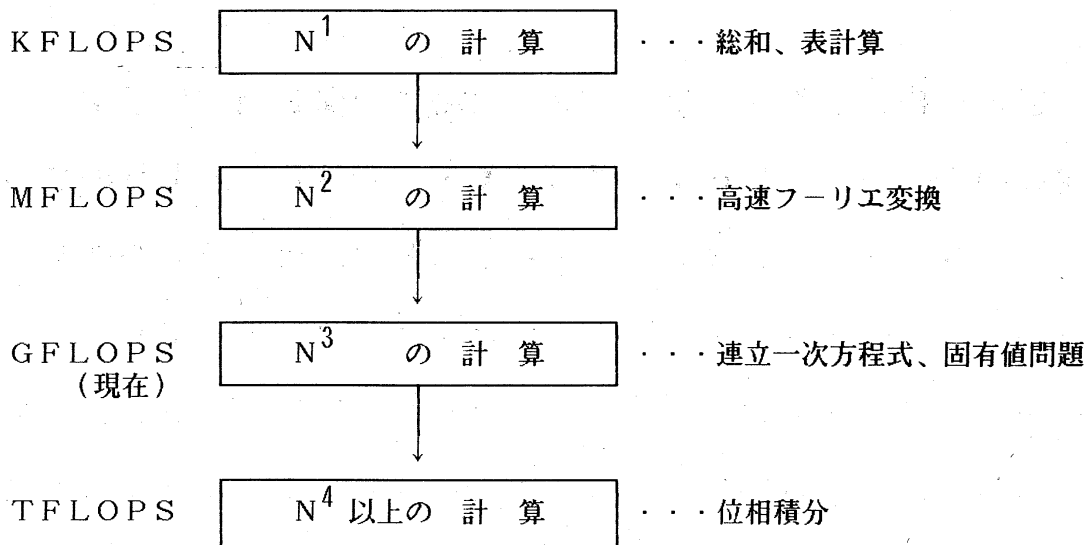 KFLOPS N¹ の 計 算 ・・・総和、表計算
MFLOPS N² の 計 算 ・・・高速フーリエ変換
GFLOPS N³ の 計 算 ・・・連立一次方程式、固有値問題
(現在)
TFLOPS N⁴ 以上の 計 算 ・・・位相積分